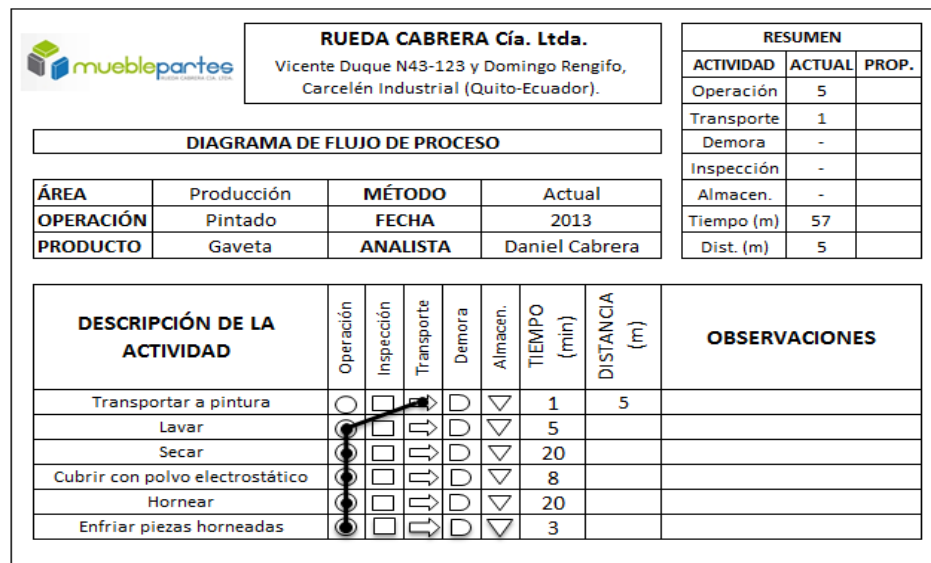 mueblepartes
RUEDA CABRERA CÍA. LTDA.
RUEDA CABRERA Cía. Ltda.
Vicente Duque N43-123 y Domingo Rengifo,
Carcelén Industrial (Quito-Ecuador).
RESUMEN
ACTIVIDAD ACTUAL PROP.
Operación 5
Transporte 1
Demora -
Inspección -
Almacen. -
Tiempo (m) 57
Dist. (m) 5
DIAGRAMA DE FLUJO DE PROCESO
ÁREA Producción MÉTODO Actual
OPERACIÓN Pintado FECHA 2013
PRODUCTO Gaveta ANALISTA Daniel Cabrera
DESCRIPCIÓN DE LA
ACTIVIDAD
Operación
Inspección
Transporte
Demora
Almacen.
TIEMPO
(min)
DISTANCIA
(m)
OBSERVACIONES
Transportar a pintura 1 5
Lavar 5
Secar 20
Cubrir con polvo electrostático 8
Hornear 20
Enfriar piezas horneadas 3